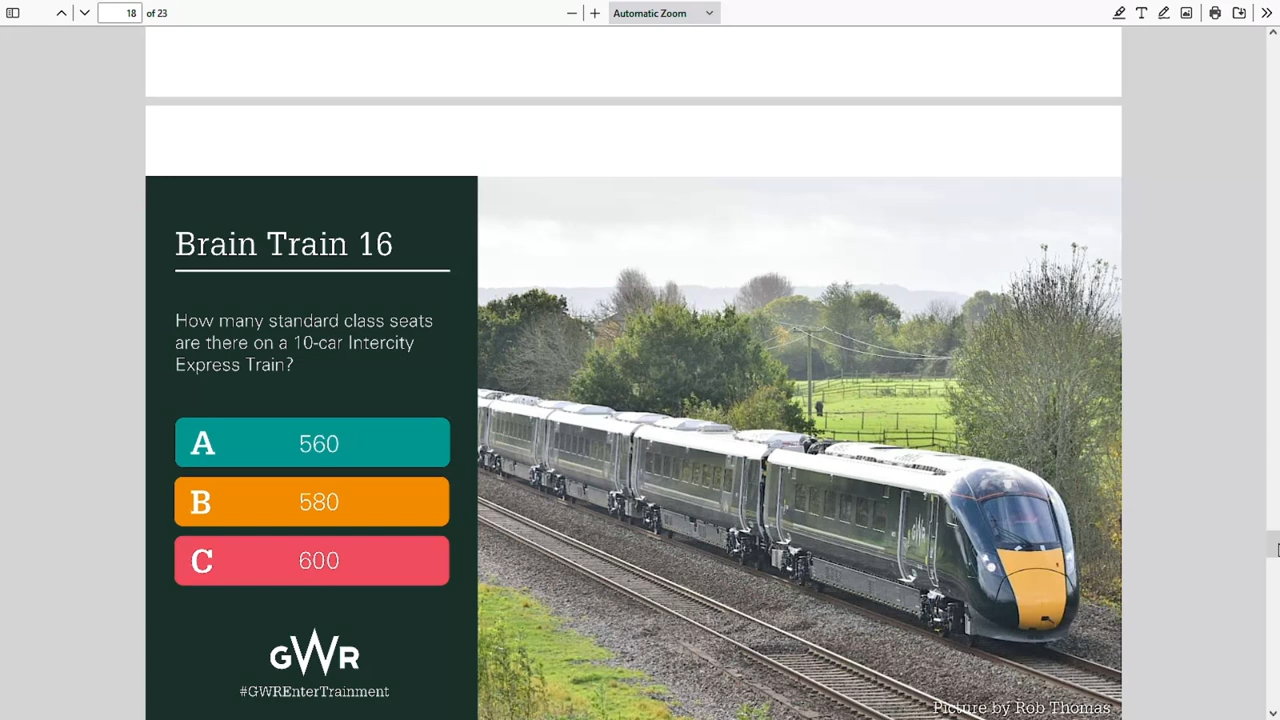 18 of 23
Automatic Zoom
Brain Train 16
How many standard class seats
are there on a 10-car Intercity
Express Train?
A 560
B 580
C 600
GWR
#GWREnterTrainment
Picture by Rob Thomas